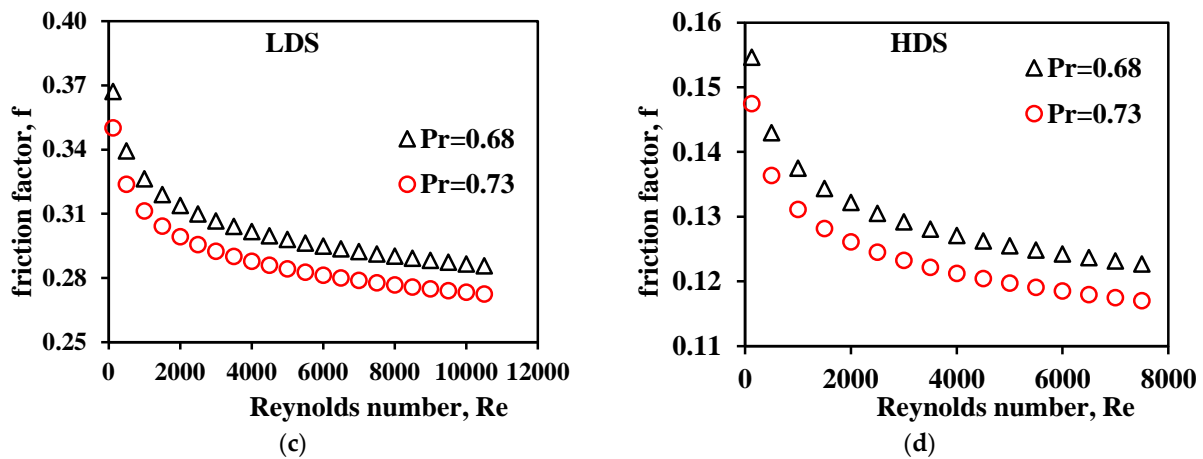 0.40
0.37
0.34
0.31
0.28
0.25
friction factor, f
LDS
Pr=0.68
Pr=0.73
0 2000 4000 6000 8000 10000 12000
Reynolds number, Re
(c)
0.16
0.15
0.14
0.13
0.12
0.11
friction factor, f
HDS
Pr=0.68
Pr=0.73
0 2000 4000 6000 8000
Reynolds number, Re
(d)